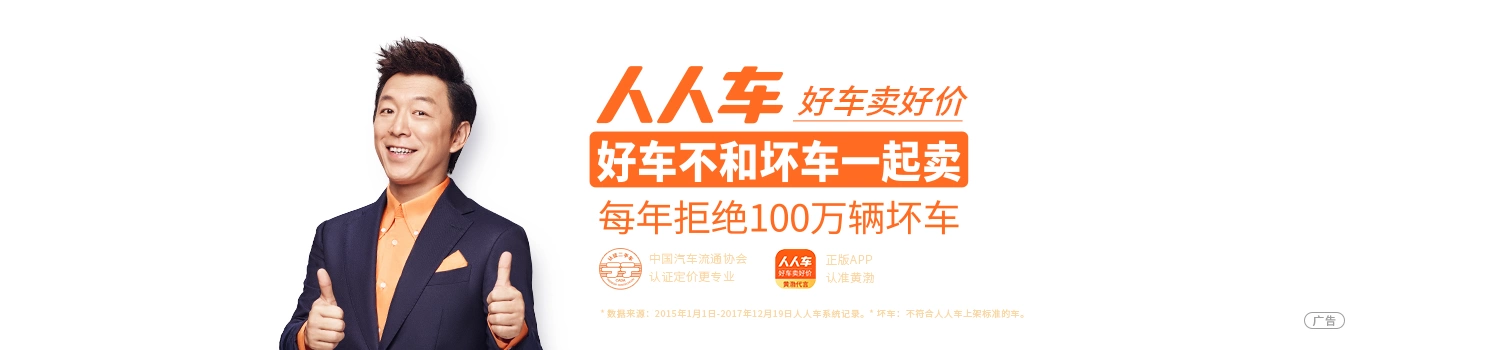 人人车 好车卖好价
好车不和坏车一起卖
每年拒绝100万辆坏车
中国汽车流通协会
认证定价更专业
人人车
好车卖好价
黄渤代言
正版APP
认准黄渤
* 数据来源：2015年1月1日-2017年12月19日人人车系统记录。* 坏车：不符合人人车上架标准的车。
广告